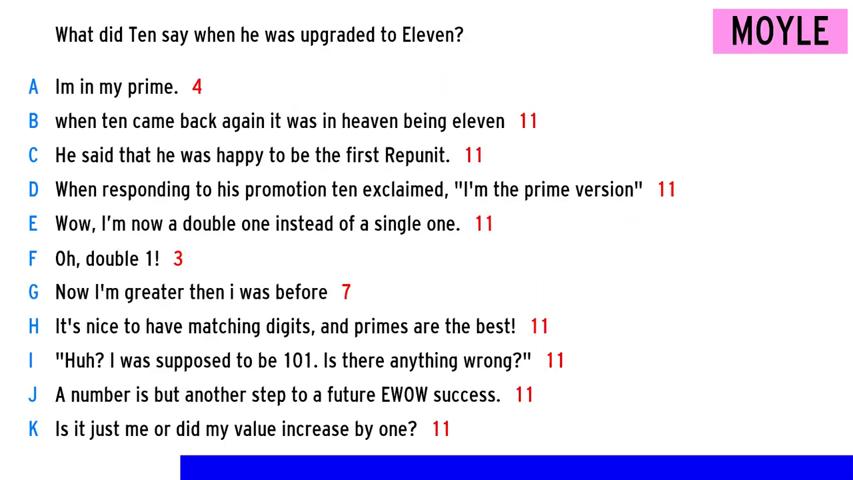 What did Ten say when he was upgraded to Eleven?
MOYLE
A Im in my prime. 4
B when ten came back again it was in heaven being eleven 11
C He said that he was happy to be the first Repunit. 11
D When responding to his promotion ten exclaimed, "I'm the prime version" 11
E Wow, I'm now a double one instead of a single one. 11
F Oh, double 1! 3
G Now I'm greater then i was before 7
H It's nice to have matching digits, and primes are the best! 11
I "Huh? I was supposed to be 101. Is there anything wrong?" 11
J A number is but another step to a future EWOW success. 11
K Is it just me or did my value increase by one? 11